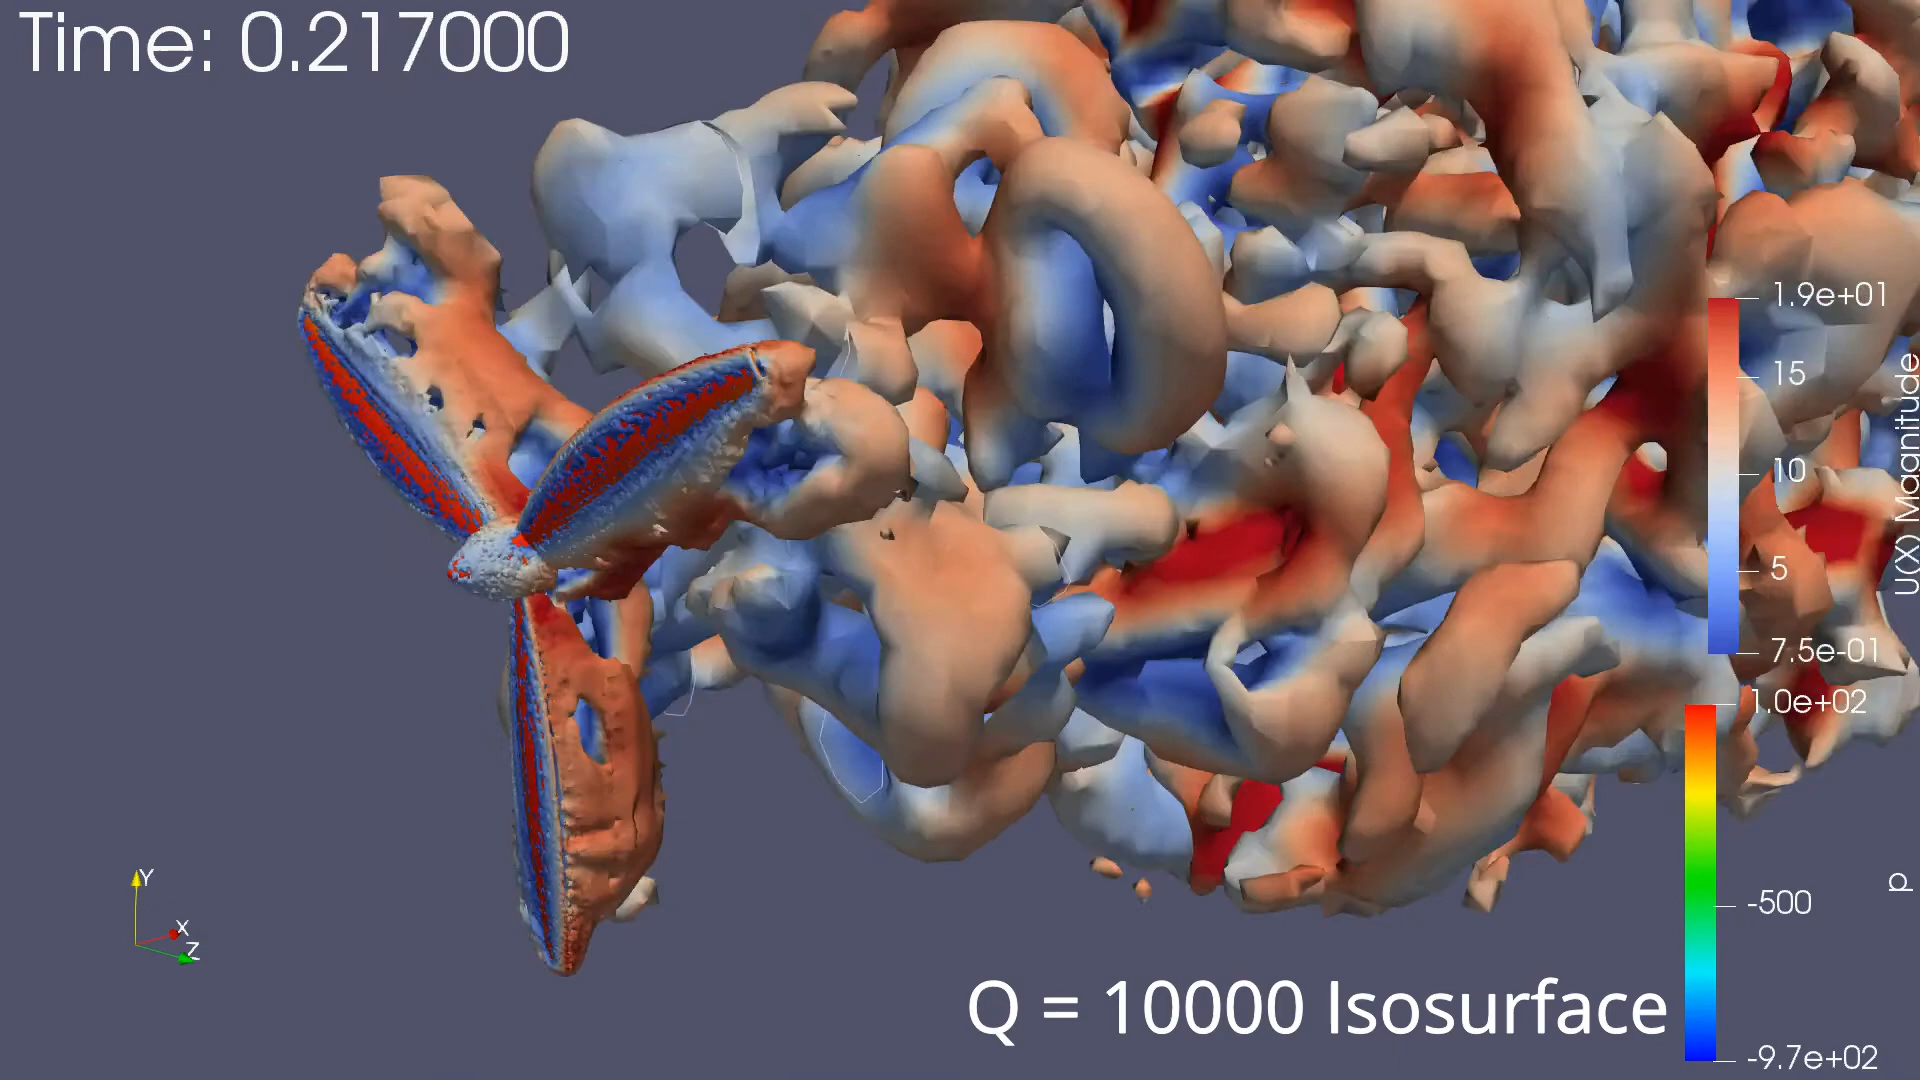 Time: 0.217000
1.9e+01
15
10
5
7.5e-01
U(X) Magnitude
1.0e+02
-500
-9.7e+02
p
Y
X
Z
Q = 10000 Isosurface